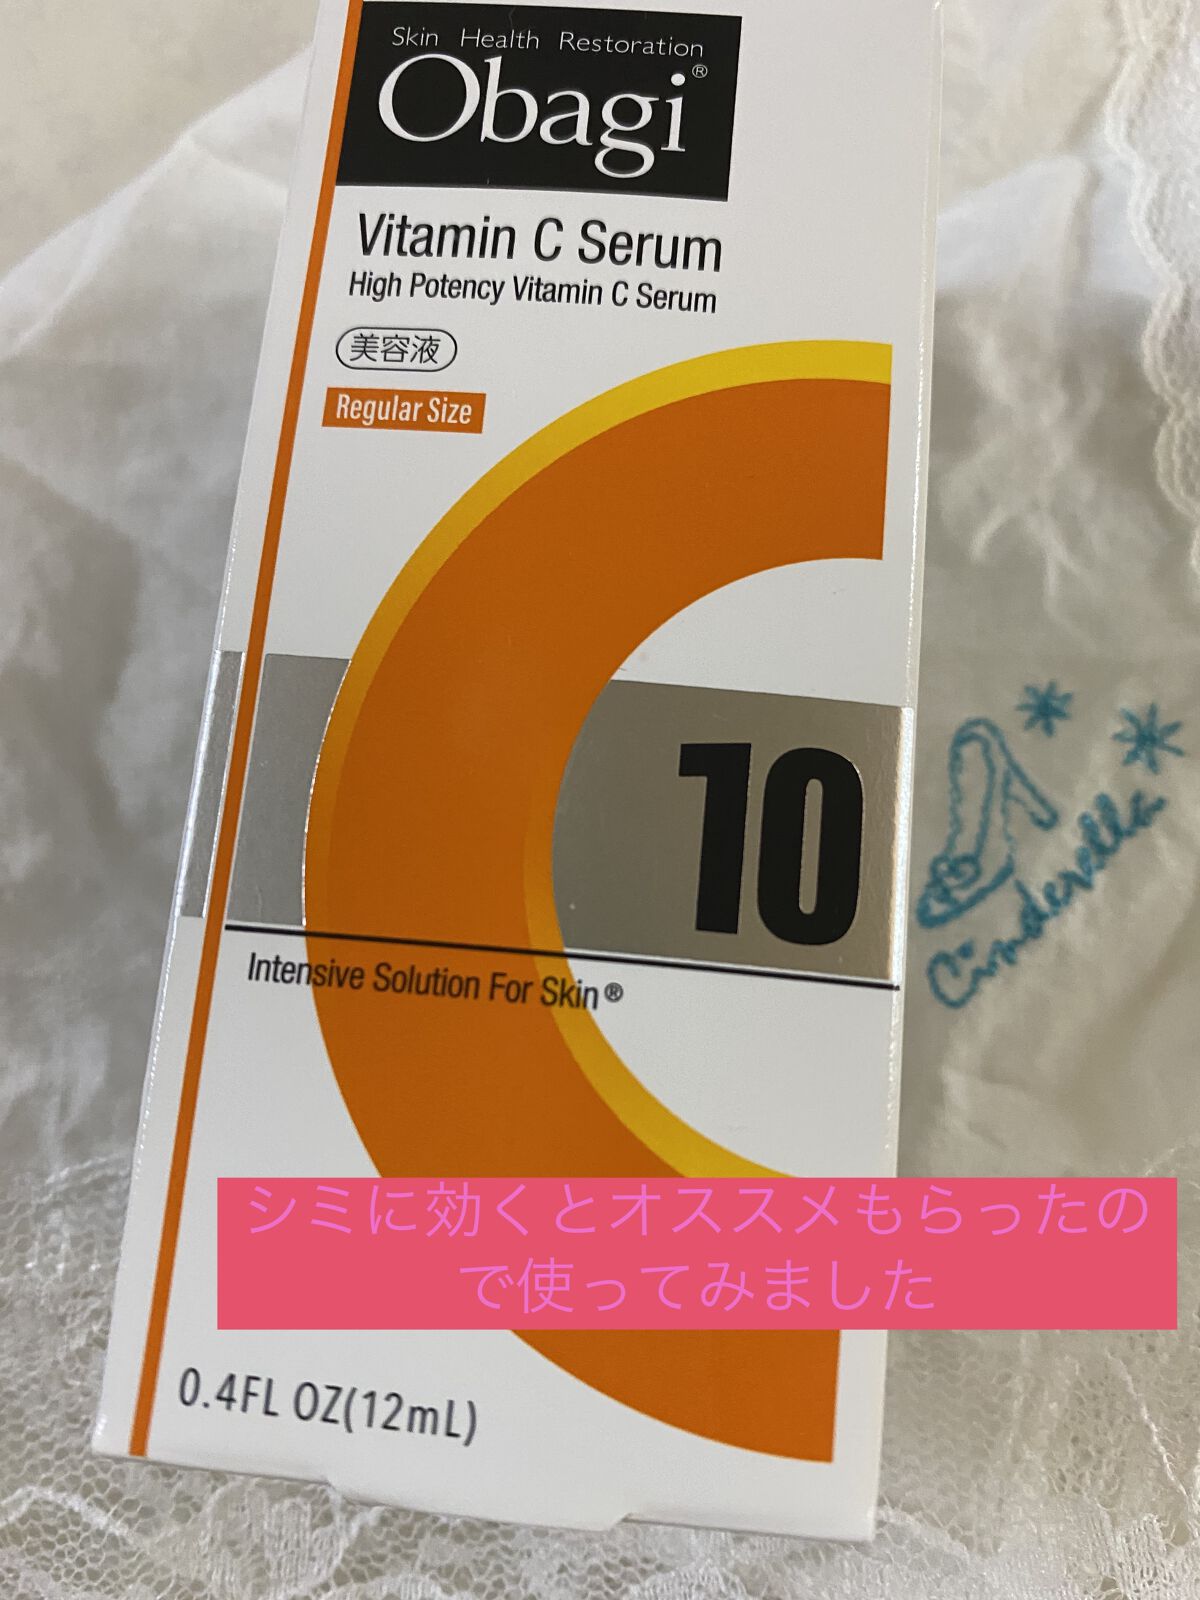 Skin Health Restoration
Obagi®
Vitamin C Serum
High Potency Vitamin C Serum
美容液
Regular Size
10
Intensive Solution For Skin®
Cinderella
シミに効くとオススメもらったの
で使ってみました
0.4FL OZ(12mL)